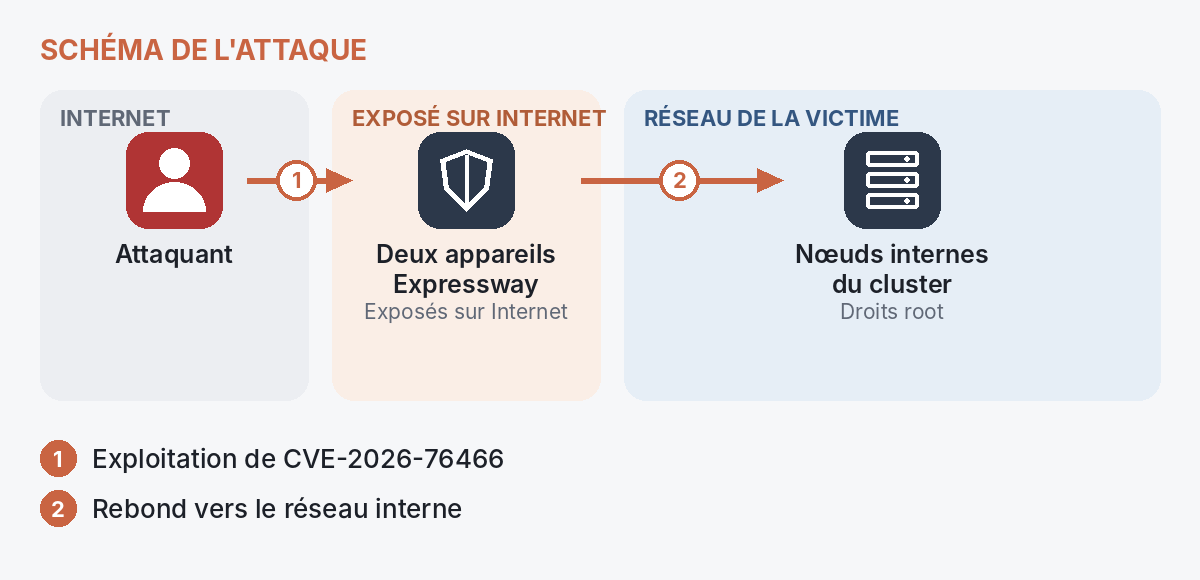 SCHÉMA DE L'ATTAQUE
INTERNET
EXPOSÉ SUR INTERNET
RÉSEAU DE LA VICTIME
1
2
Attaquant
Deux appareils
Expressway
Exposés sur Internet
Nœuds internes
du cluster
Droits root
1 Exploitation de CVE-2026-76466
2 Rebond vers le réseau interne